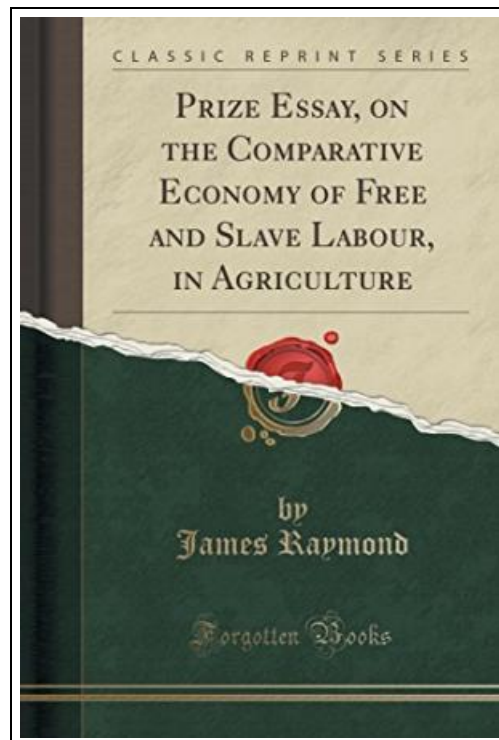 CLASSIC REPRINT SERIES
PRIZE ESSAY, ON
THE COMPARATIVE
ECONOMY OF FREE
AND SLAVE LABOUR,
IN AGRICULTURE
F
by
James Raymond
Forgotten Books